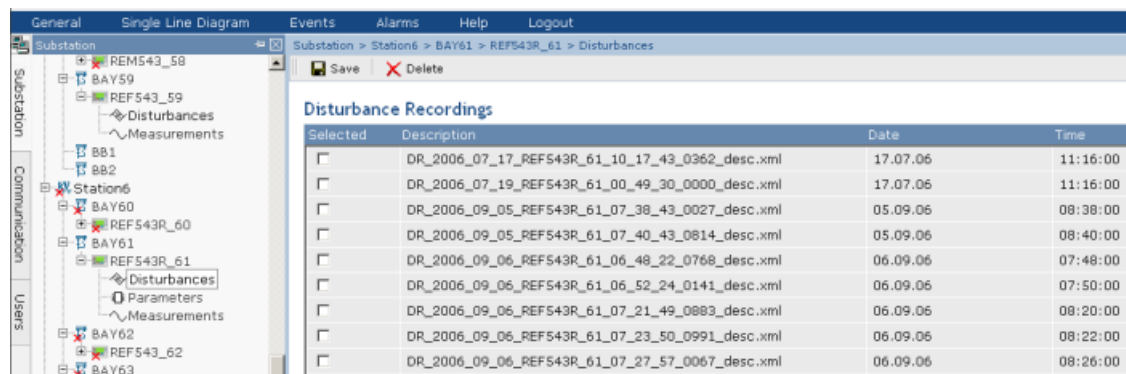 General Single Line Diagram Events Alarms Help Logout
Substation
Substation > Station6 > BAY61 > REF543R_61 > Disturbances
Save Delete
Substation
Communication
Users
REM543_58
BAY59
REF543_59
Disturbances
Measurements
BB1
BB2
Station6
BAY60
REF543R_60
BAY61
REF543R_61
Disturbances
Parameters
Measurements
BAY62
REF543_62
BAY63
Disturbance Recordings
Selected Description Date Time
DR_2006_07_17_REF543R_61_10_17_43_0362_desc.xml 17.07.06 11:16:00
DR_2006_07_19_REF543R_61_00_49_30_0000_desc.xml 17.07.06 11:16:00
DR_2006_09_05_REF543R_61_07_38_43_0027_desc.xml 05.09.06 08:38:00
DR_2006_09_05_REF543R_61_07_40_43_0814_desc.xml 05.09.06 08:40:00
DR_2006_09_06_REF543R_61_06_48_22_0768_desc.xml 06.09.06 07:48:00
DR_2006_09_06_REF543R_61_06_52_24_0141_desc.xml 06.09.06 07:50:00
DR_2006_09_06_REF543R_61_07_21_49_0883_desc.xml 06.09.06 08:20:00
DR_2006_09_06_REF543R_61_07_23_50_0991_desc.xml 06.09.06 08:22:00
DR_2006_09_06_REF543R_61_07_27_57_0067_desc.xml 06.09.06 08:26:00